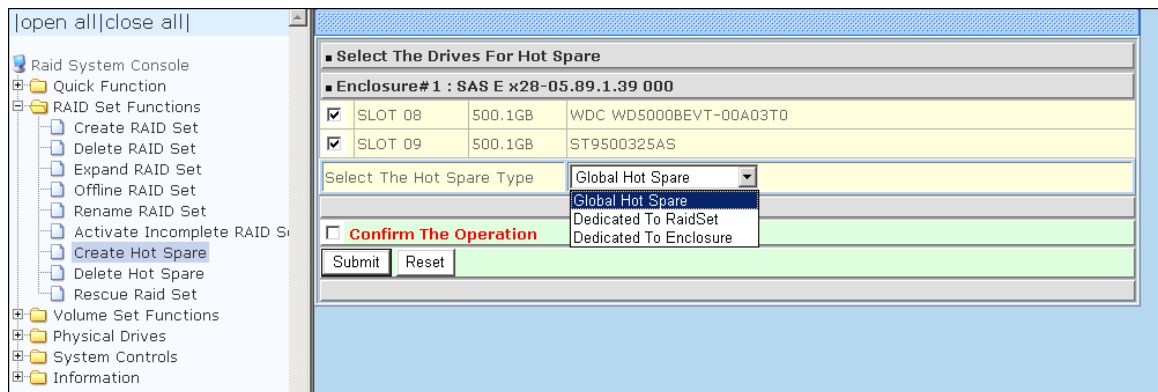 |open all|close all|
Raid System Console
Quick Function
RAID Set Functions
Create RAID Set
Delete RAID Set
Expand RAID Set
Offline RAID Set
Rename RAID Set
Activate Incomplete RAID S
Create Hot Spare
Delete Hot Spare
Rescue Raid Set
Volume Set Functions
Physical Drives
System Controls
Information
Select The Drives For Hot Spare
Enclosure#1 : SAS E x28-05.89.1.39 000
SLOT 08 500.1GB WDC WD5000BEVT-00A03T0
SLOT 09 500.1GB ST9500325AS
Select The Hot Spare Type Global Hot Spare
Global Hot Spare
Dedicated To RaidSet
Dedicated To Enclosure
Confirm The Operation
Submit Reset